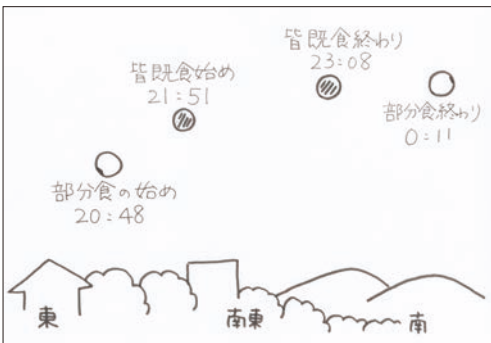 皆既食終わり
23:08
皆既食始め
21:51
部分食終わり
0:11
部分食の始め
20:48
東
南東
南